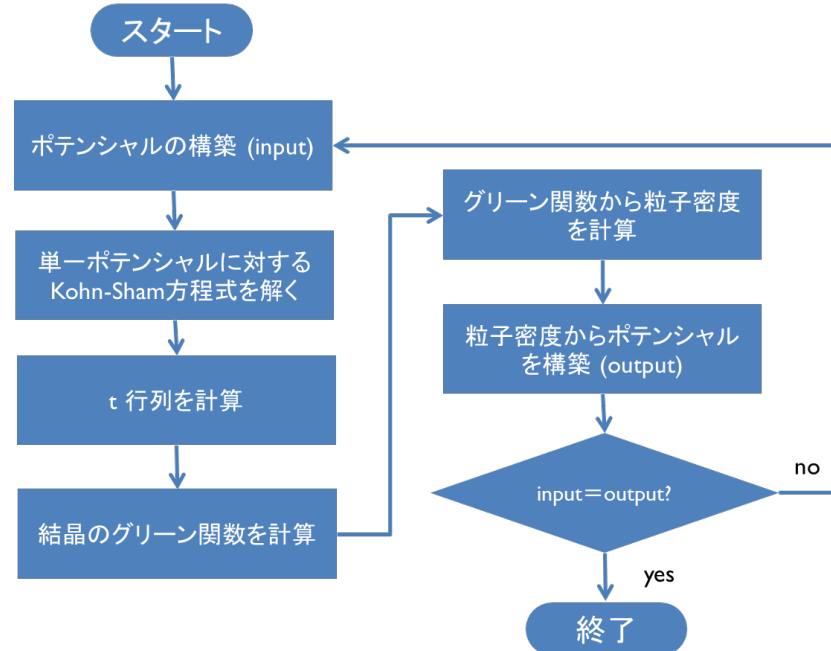 スタート
ポテンシャルの構築 (input)
単一ポテンシャルに対する
Kohn-Sham方程式を解く
t 行列を計算
結晶のグリーン関数を計算
グリーン関数から粒子密度
を計算
粒子密度からポテンシャル
を構築 (output)
input＝output?
no
yes
終了